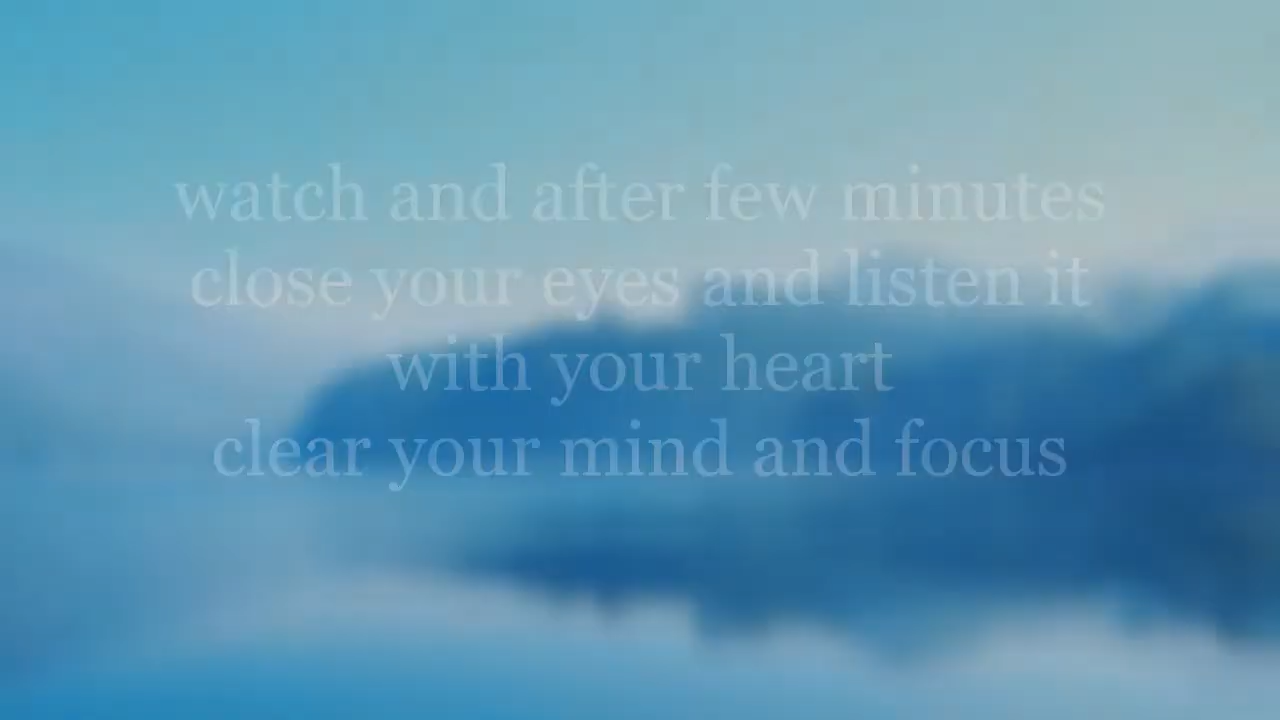 watch and after few minutes
close your eyes and listen it
with your heart
clear your mind and focus